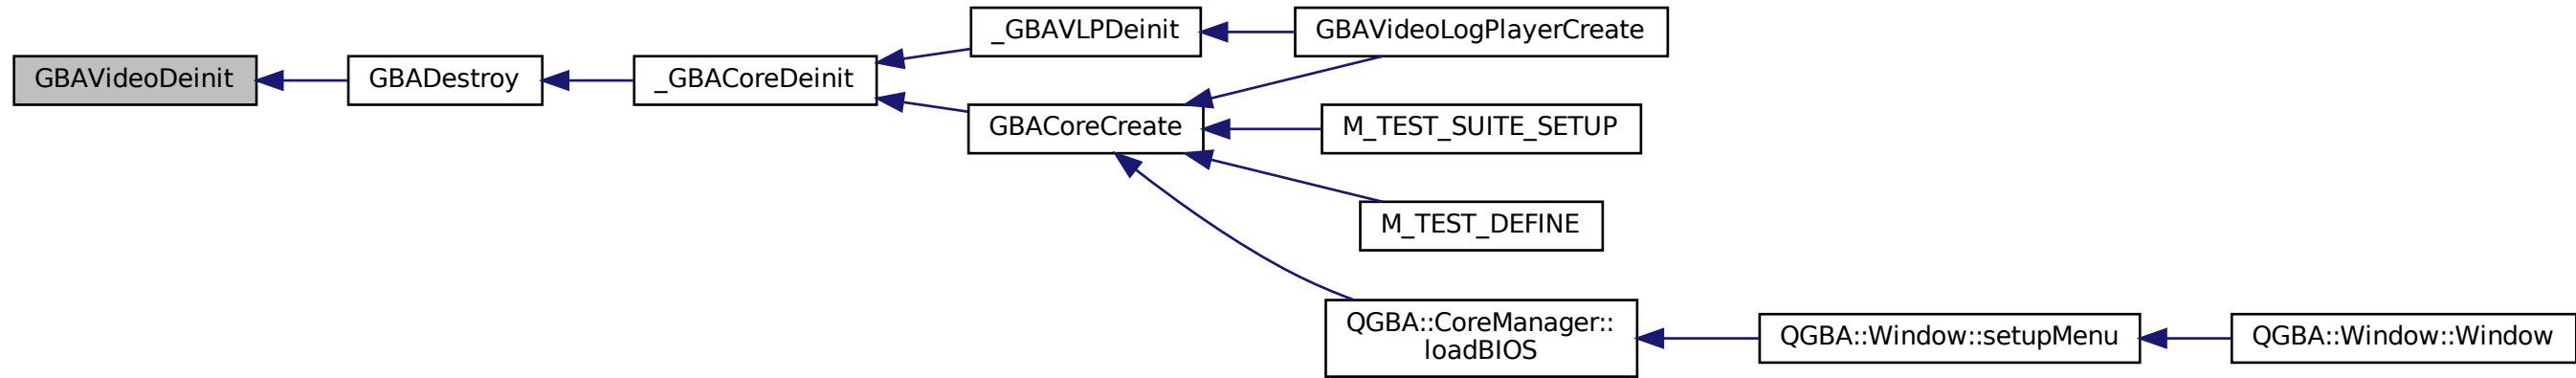 GBAVideoDeinit
GBADestroy
_GBACoreDeinit
_GBAVLPDeinit
GBAVideoLogPlayerCreate
GBACoreCreate
M_TEST_SUITE_SETUP
M_TEST_DEFINE
QGBA::CoreManager::
loadBIOS
QGBA::Window::setupMenu
QGBA::Window::Window